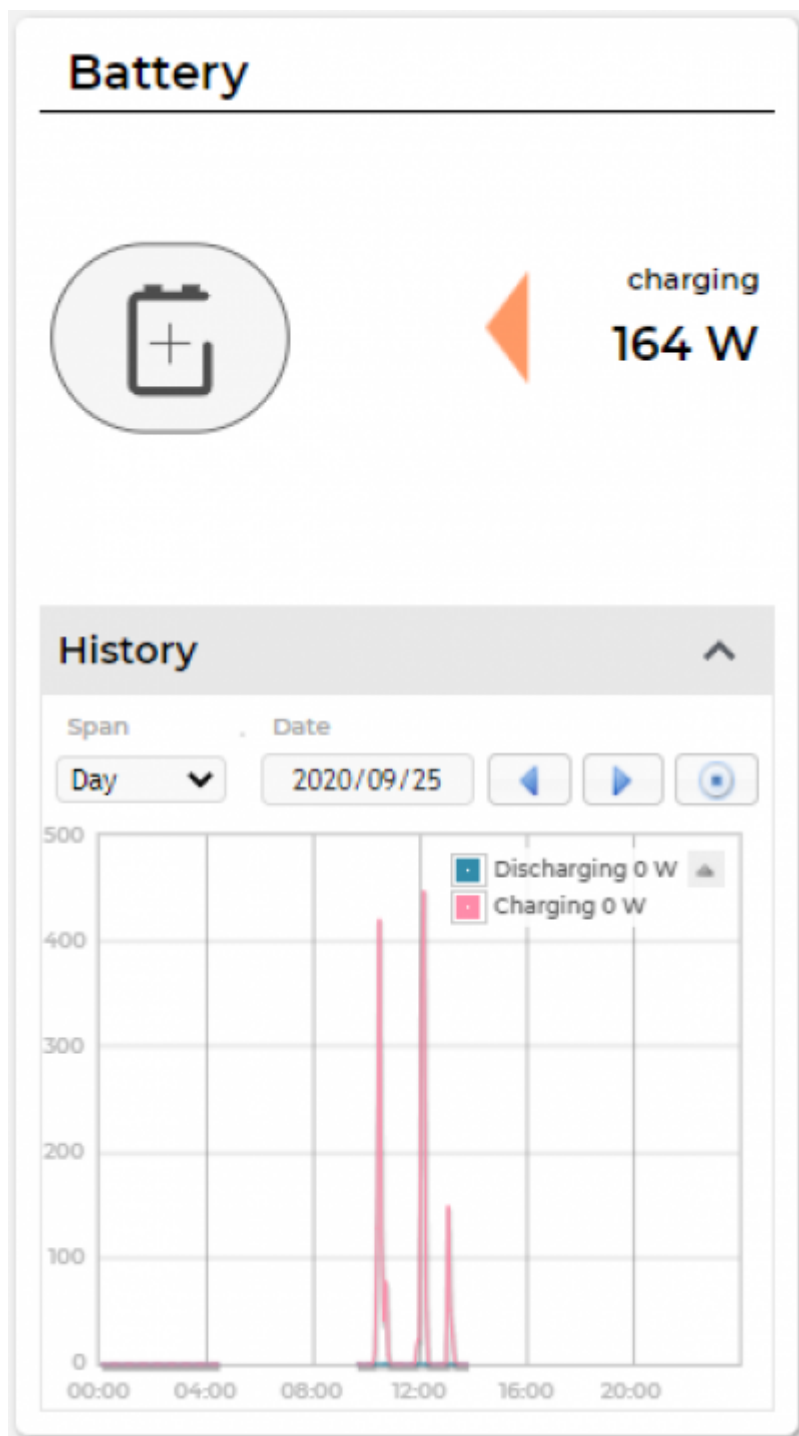 Battery
charging
164 W
History
Span . Date
Day 2020/09/25
500
Discharging 0 W
Charging 0 W
400
300
200
100
0
00:00 04:00 08:00 12:00 16:00 20:00